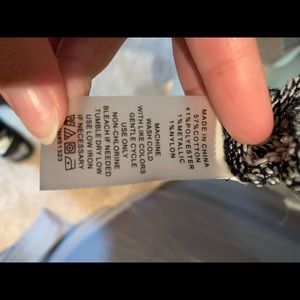 MADE IN CHINA
57%COTTON
41%POLYESTER
1%METALLIC
1%NYLON
MACHINE
WASH COLD
WITH LIKE COLORS
GENTLE CYCLE
USE ONLY
NON-CHLORINE
BLEACH IF NEEDED
TUMBLE DRY LOW
USE LOW IRON
IF NECESSARY